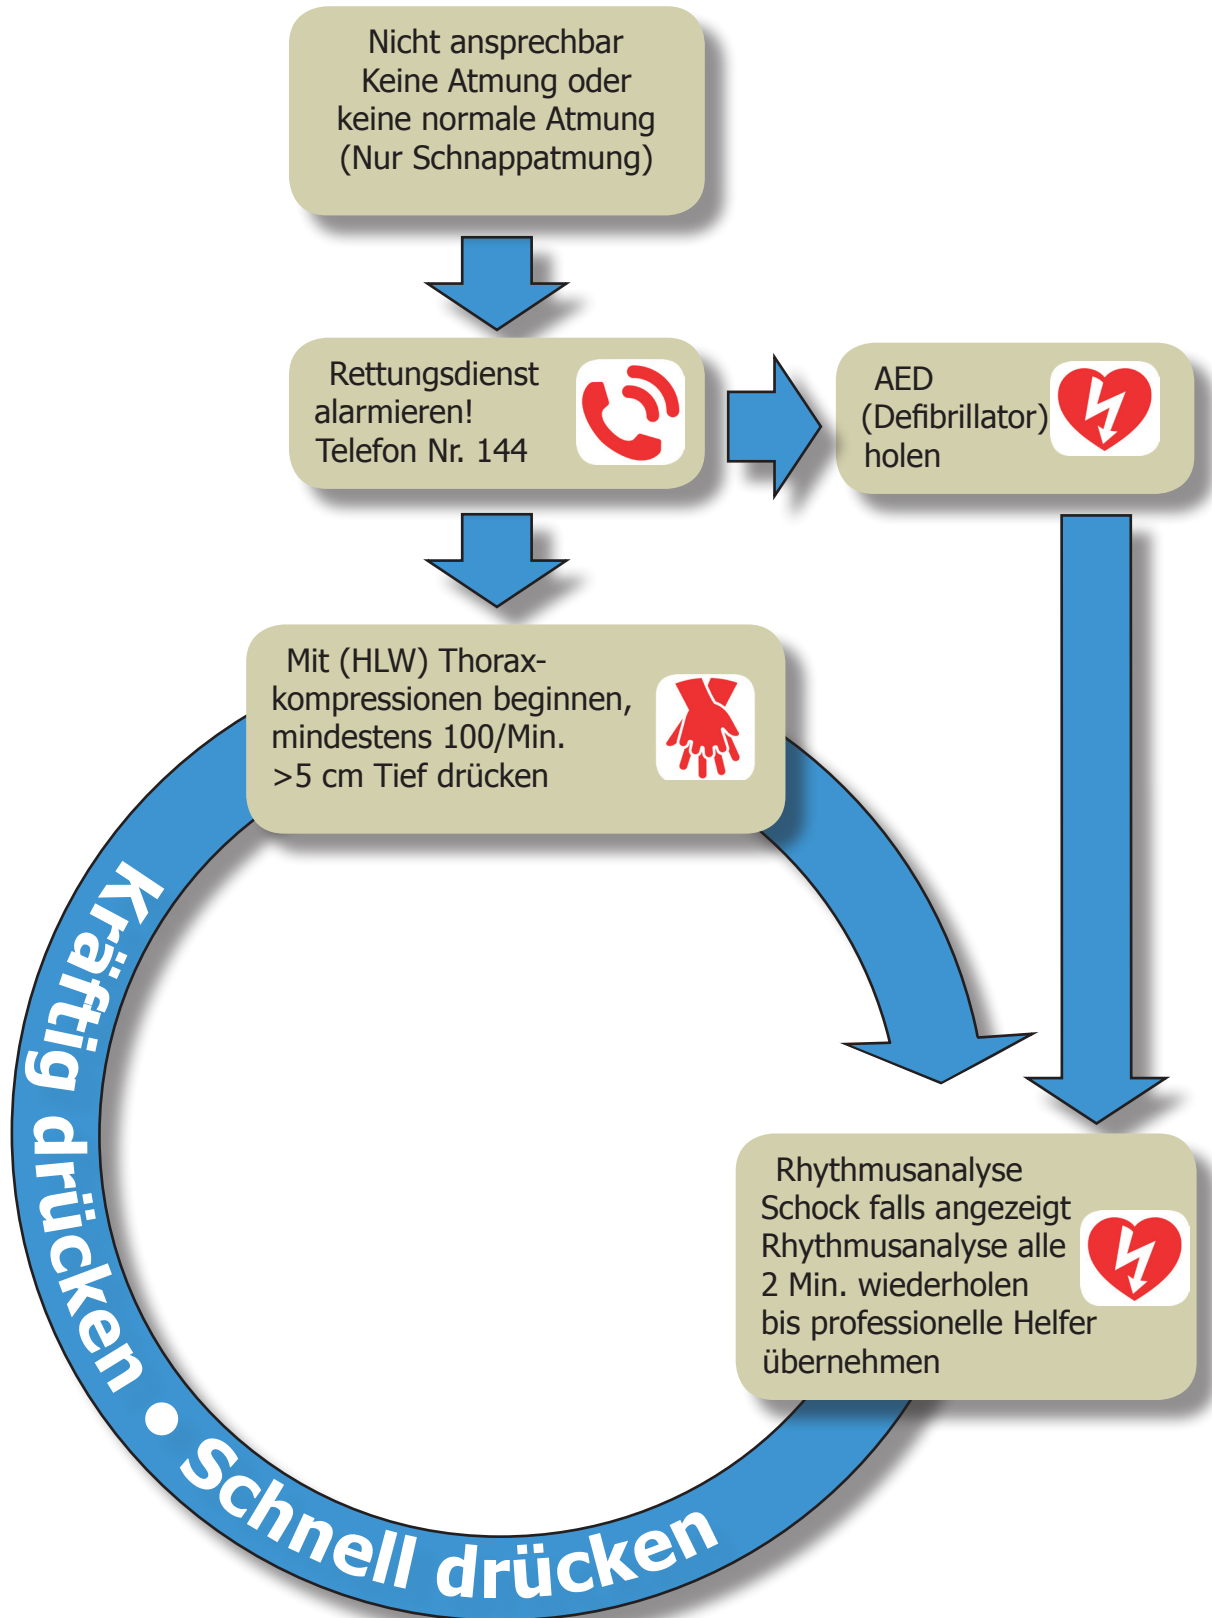 Nicht ansprechbar
Keine Atmung oder
keine normale Atmung
(Nur Schnappatmung)
Rettungsdienst
alarmieren!
Telefon Nr. 144
AED
(Defibrillator)
holen
Mit (HLW) Thorax-
kompressionen beginnen,
mindestens 100/Min.
>5 cm Tief drücken
Rhythmusanalyse
Schock falls angezeigt
Rhythmusanalyse alle
2 Min. wiederholen
bis professionelle Helfer
übernehmen
Kräftig drücken ● Schnell drücken